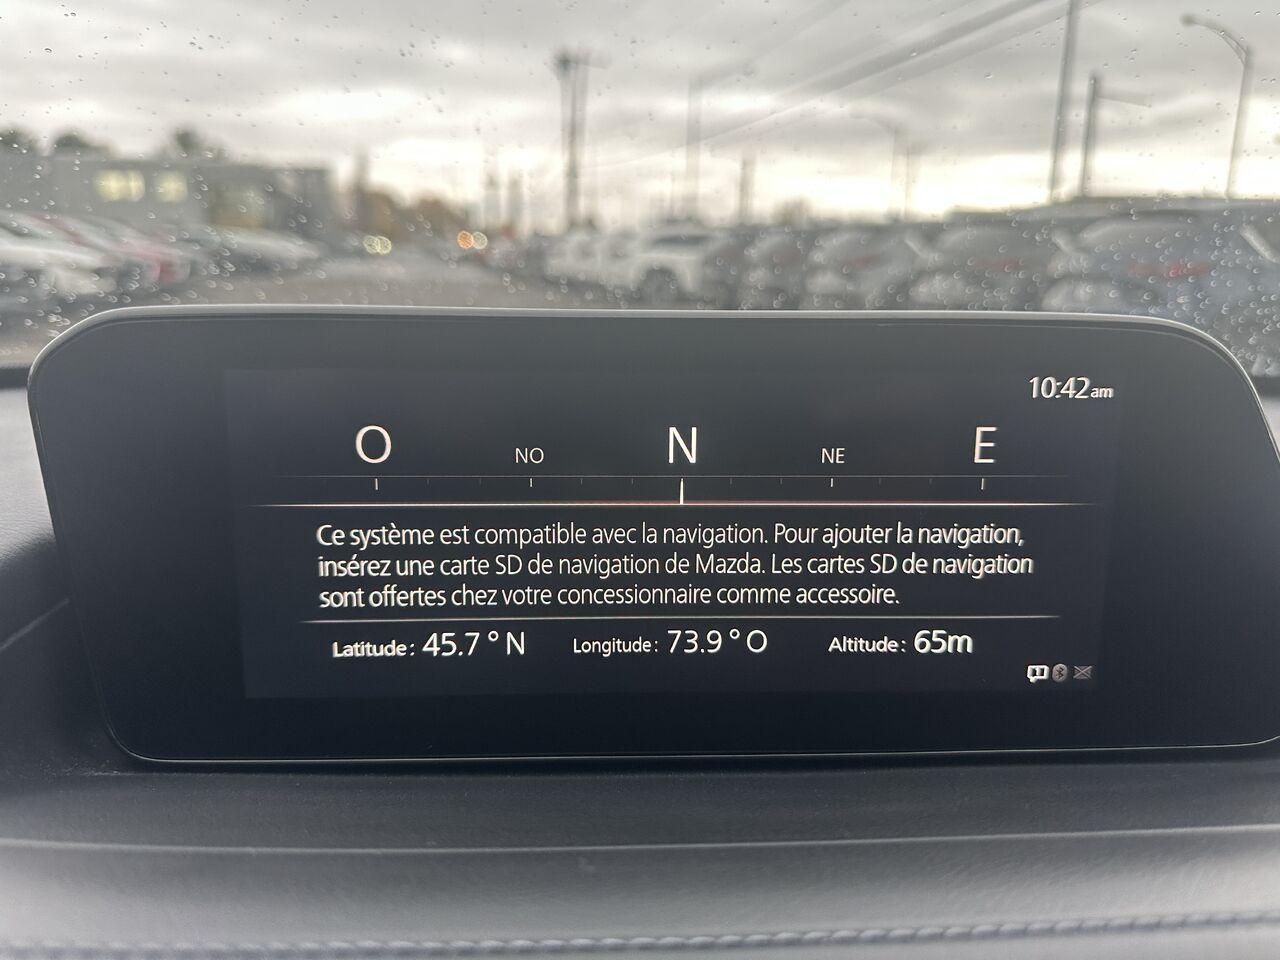 10:42am
O NO N NE E
Ce système est compatible avec la navigation. Pour ajouter la navigation,
insérez une carte SD de navigation de Mazda. Les cartes SD de navigation
sont offertes chez votre concessionnaire comme accessoire.
Latitude: 45.7°N Longitude: 73.9°O Altitude: 65m